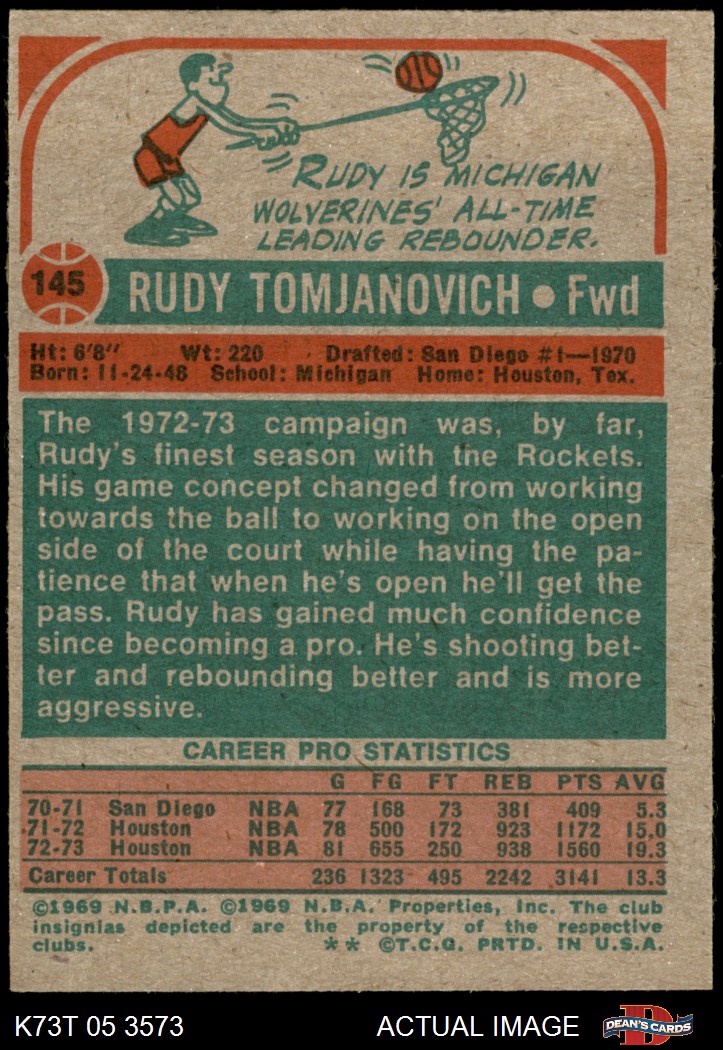 RUDY IS MICHIGAN
WOLVERINES' ALL-TIME
LEADING REBOUNDER.
145 RUDY TOMJANOVICH • Fwd
Ht: 6'8" Wt: 220 Drafted: San Diego #1—1970
Born: 11-24-48 School: Michigan Home: Houston, Tex.
The 1972-73 campaign was, by far,
Rudy's finest season with the Rockets.
His game concept changed from working
towards the ball to working on the open
side of the court while having the pa-
tience that when he's open he'll get the
pass. Rudy has gained much confidence
since becoming a pro. He's shooting bet-
ter and rebounding better and is more
aggressive.
CAREER PRO STATISTICS
G FG FT REB PTS AVG
70-71 San Diego NBA 77 168 73 381 409 5.3
71-72 Houston NBA 78 500 172 923 1172 15.0
72-73 Houston NBA 81 655 250 938 1560 19.3
Career Totals 236 1323 495 2242 3141 13.3
©1969 N.B.P.A. ©1969 N.B.A. Properties, Inc. The club
insignias depicted are the property of the respective
clubs. ** ©T.C.G. PRTD. IN U.S.A.
K73T 05 3573 ACTUAL IMAGE DEAN'S CARDS